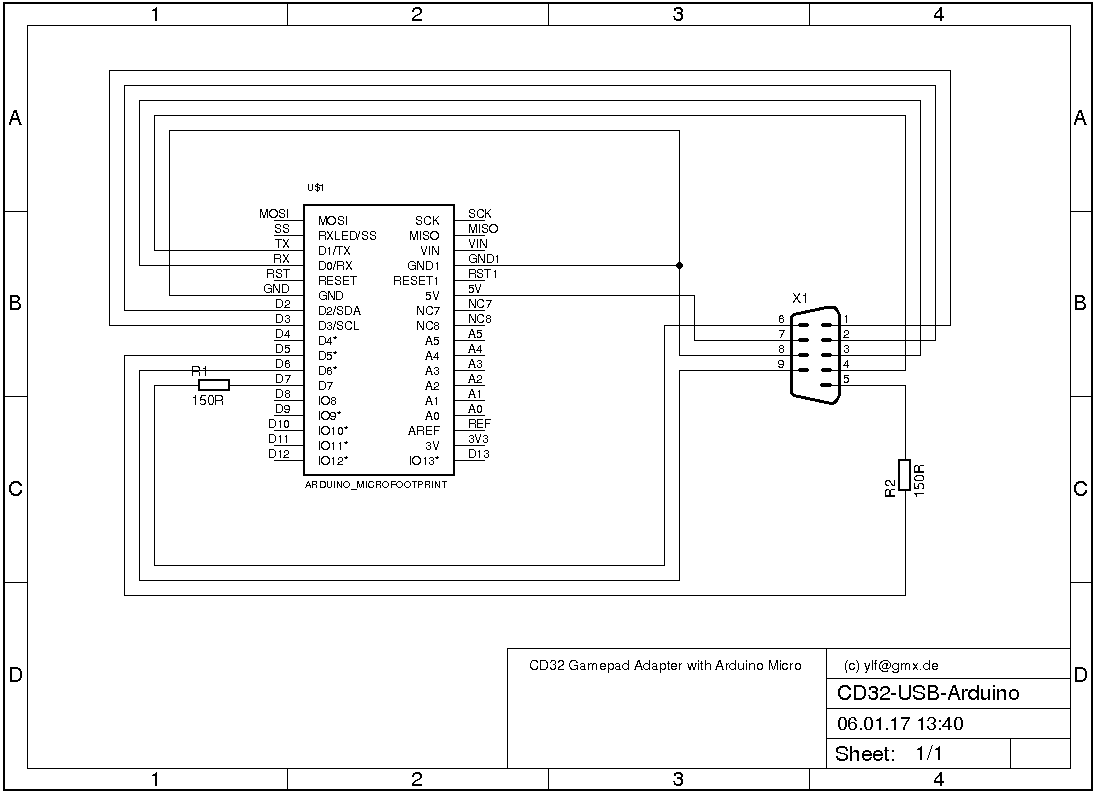 1 2 3 4
A A
U$1
MOSI MOSI SCK SCK
SS RXLED/SS MISO MISO
TX D1/TX VIN VIN
RX D0/RX GND1 GND1
RST RESET RESET1 RST1
GND GND 5V 5V
D2 D2/SDA NC7 NC7
D3 D3/SCL NC8 NC8
D4 D4* A5 A5
D5 D5* A4 A4
D6 D6* A3 A3
D7 D7 A2 A2
D8 IO8 A1 A1
D9 IO9* A0 A0
D10 IO10* AREF REF
D11 IO11* 3V 3V3
D12 IO12* IO13* D13
ARDUINO_MICROFOOTPRINT
R1
150R
B B
X1
6 1
7 2
8 3
9 4
5
C C
R2
150R
D D
CD32 Gamepad Adapter with Arduino Micro
(c) ylf@gmx.de
CD32-USB-Arduino
06.01.17 13:40
Sheet: 1/1
1 2 3 4